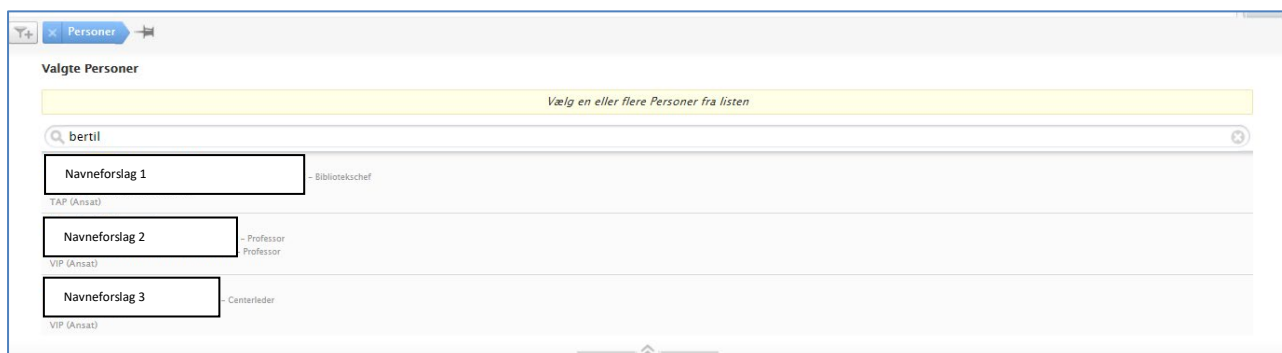 Personer
Valgte Personer
Vælg en eller flere Personer fra listen
bertil
Navneforslag 1 – Bibliotekschef
TAP (Ansat)
Navneforslag 2 – Professor
– Professor
VIP (Ansat)
Navneforslag 3 – Centerleder
VIP (Ansat)